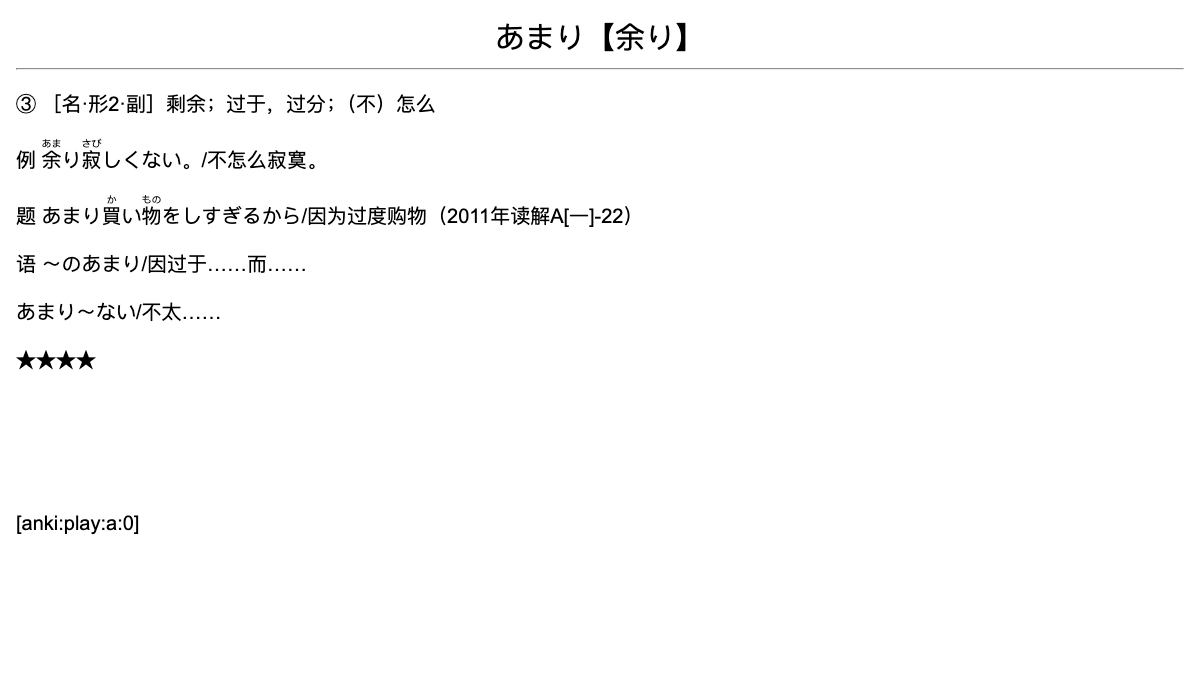 あまり【余り】
③ ［名·形2·副］剩余；过于，过分；（不）怎么
例 余り寂しくない。/不怎么寂寞。
あま さび
题 あまり買い物をしすぎるから/因为过度购物（2011年读解A[一]-22）
か もの
语 〜のあまり/因过于……而……
あまり〜ない/不太……
★★★★
[anki:play:a:0]